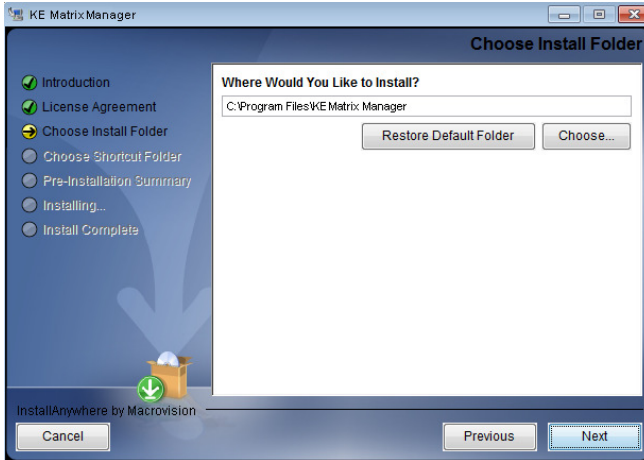 KE MatrixManager
Choose Install Folder
Introduction
License Agreement
Choose Install Folder
Choose Shortcut Folder
Pre-Installation Summary
Installing...
Install Complete
Where Would You Like to Install?
C:\Program Files\KE Matrix Manager
Restore Default Folder
Choose...
InstallAnywhere by Macrovision
Cancel
Previous
Next